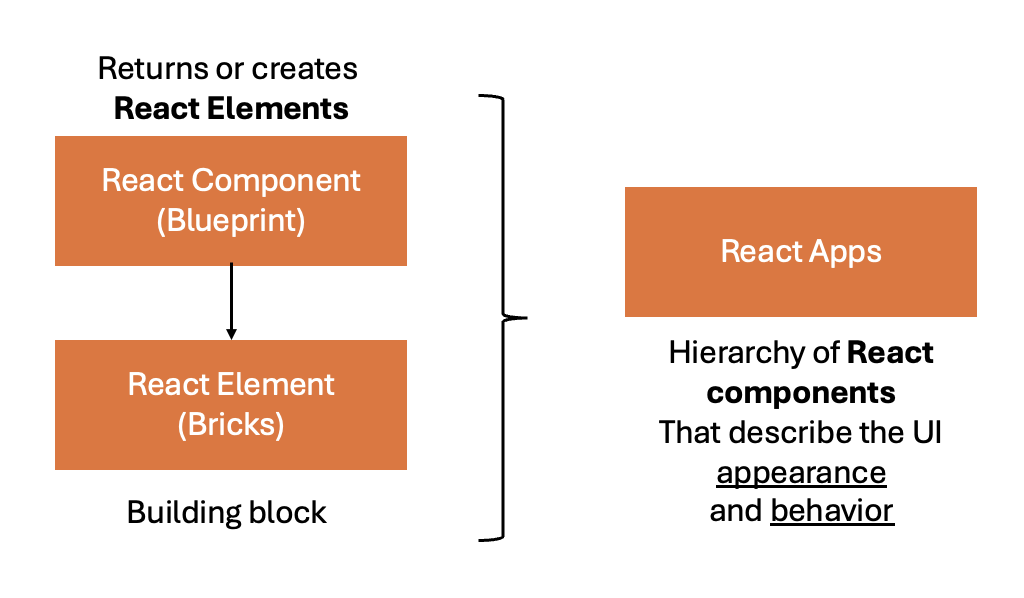 Returns or creates
React Elements
React Component
(Blueprint)
React Element
(Bricks)
Building block
React Apps
Hierarchy of React
components
That describe the UI
appearance
and behavior